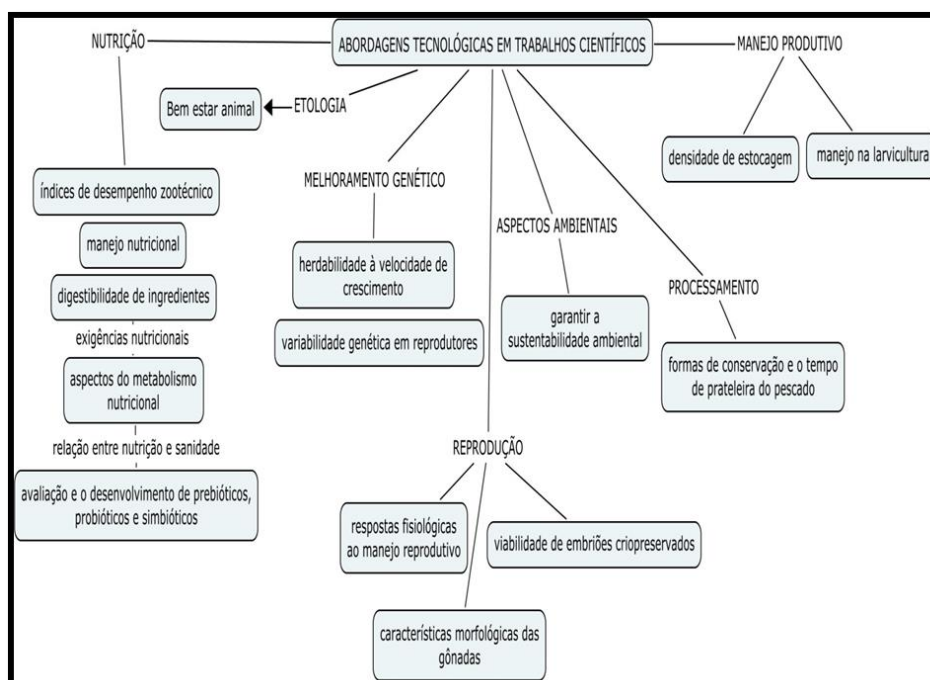 NUTRIÇÃO
ABORDAGENS TECNOLÓGICAS EM TRABALHOS CIENTÍFICOS
MANEJO PRODUTIVO
Bem estar animal
ETOLOGIA
densidade de estocagem
manejo na larvicultura
MELHORAMENTO GENÉTICO
índices de desempenho zootécnico
manejo nutricional
digestibilidade de ingredientes
exigências nutricionais
aspectos do metabolismo
nutricional
relação entre nutrição e sanidade
avaliação e o desenvolvimento de prebióticos,
probióticos e simbióticos
herdabilidade à velocidade de
crescimento
variabilidade genética em reprodutores
ASPECTOS AMBIENTAIS
garantir a
sustentabilidade ambiental
PROCESSAMENTO
formas de conservação e o tempo
de prateleira do pescado
REPRODUÇÃO
respostas fisiológicas
ao manejo reprodutivo
viabilidade de embriões criopreservados
características morfológicas das
gônadas